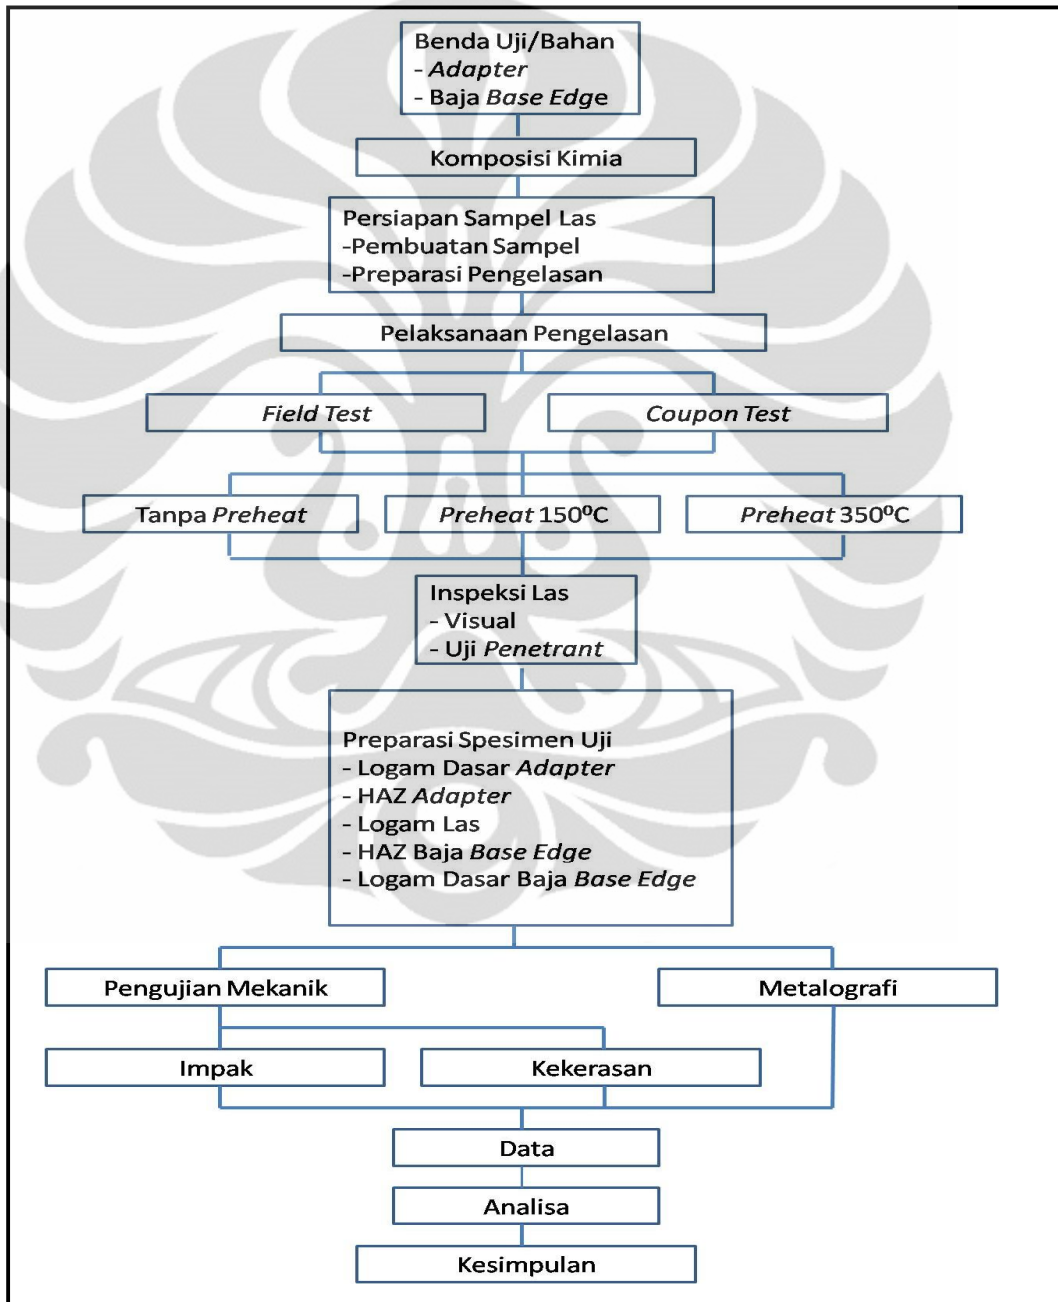 Benda Uji/Bahan
- Adapter
- Baja Base Edge
Komposisi Kimia
Persiapan Sampel Las
-Pembuatan Sampel
-Preparasi Pengelasan
Pelaksanaan Pengelasan
Field Test
Coupon Test
Tanpa Preheat
Preheat 150⁰C
Preheat 350⁰C
Inspeksi Las
- Visual
- Uji Penetrant
Preparasi Spesimen Uji
- Logam Dasar Adapter
- HAZ Adapter
- Logam Las
- HAZ Baja Base Edge
- Logam Dasar Baja Base Edge
Pengujian Mekanik
Metalografi
Impak
Kekerasan
Data
Analisa
Kesimpulan